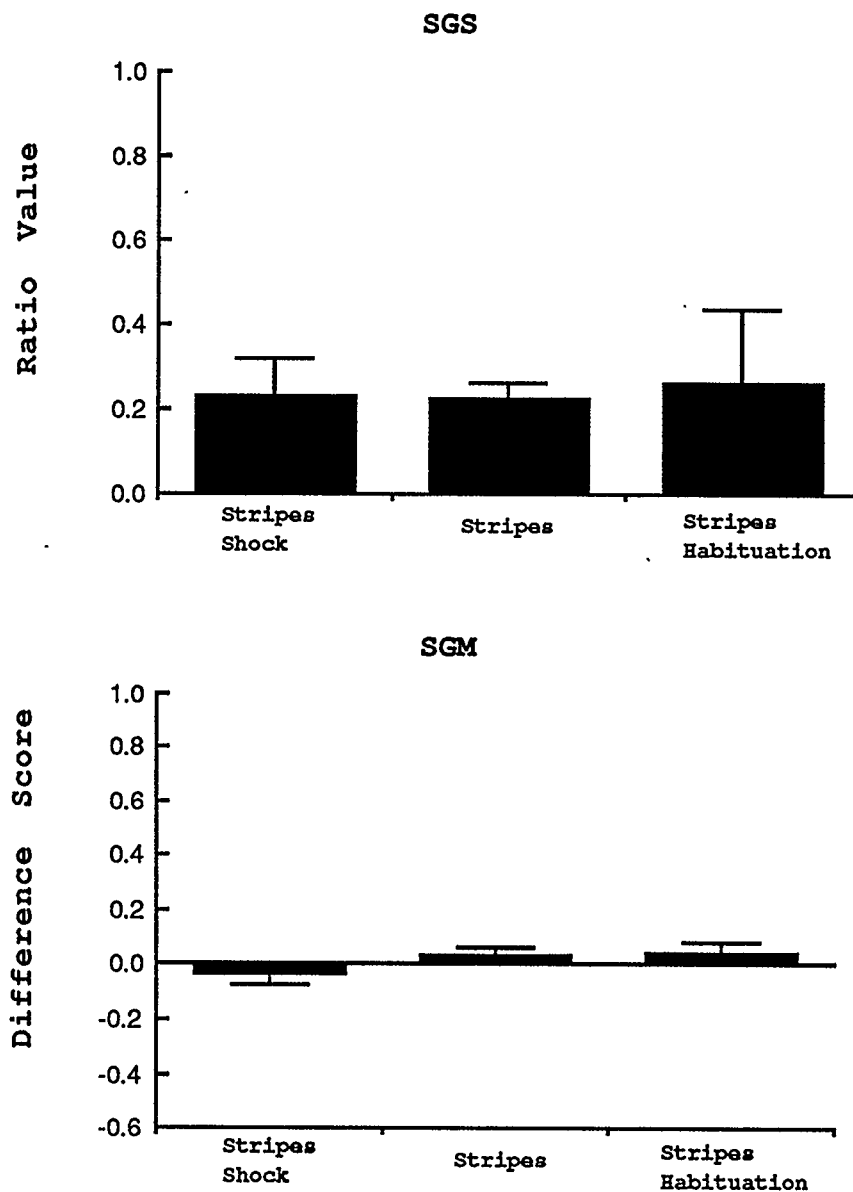 SGS
Ratio Value
1.0
0.8
0.6
0.4
0.2
0.0
Stripes
Shock
Stripes
Stripes
Habituation
SGM
Difference Score
1.0
0.8
0.6
0.4
0.2
0.0
-0.2
-0.4
-0.6
Stripes
Shock
Stripes
Stripes
Habituation